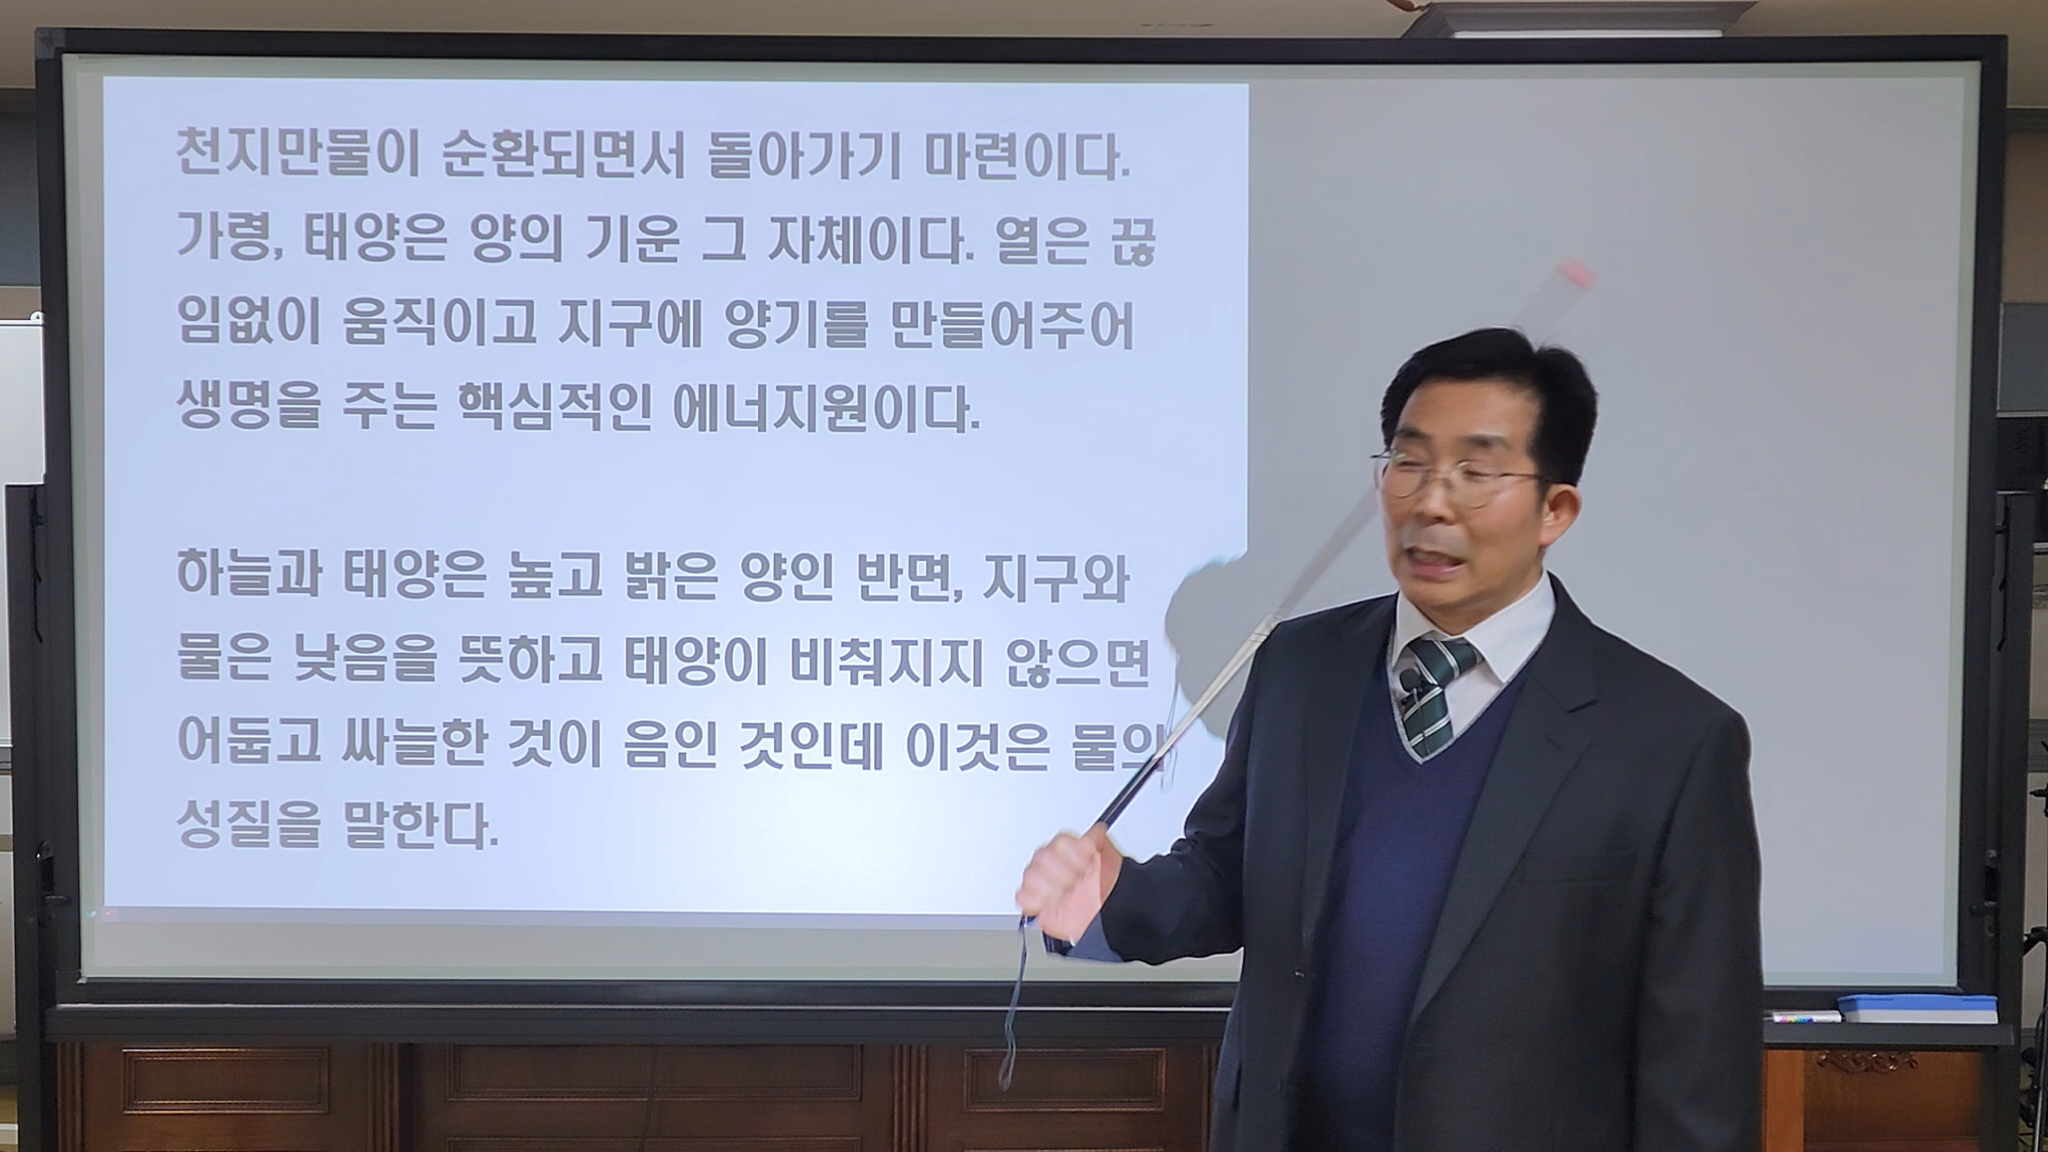 천지만물이 순환되면서 돌아가기 마련이다.
가령, 태양은 양의 기운 그 자체이다. 열은 끊
임없이 움직이고 지구에 양기를 만들어주어
생명을 주는 핵심적인 에너지원이다.
하늘과 태양은 높고 밝은 양인 반면, 지구와
물은 낮음을 뜻하고 태양이 비춰지지 않으면
어둡고 싸늘한 것이 음인 것인데 이것은 물의
성질을 말한다.